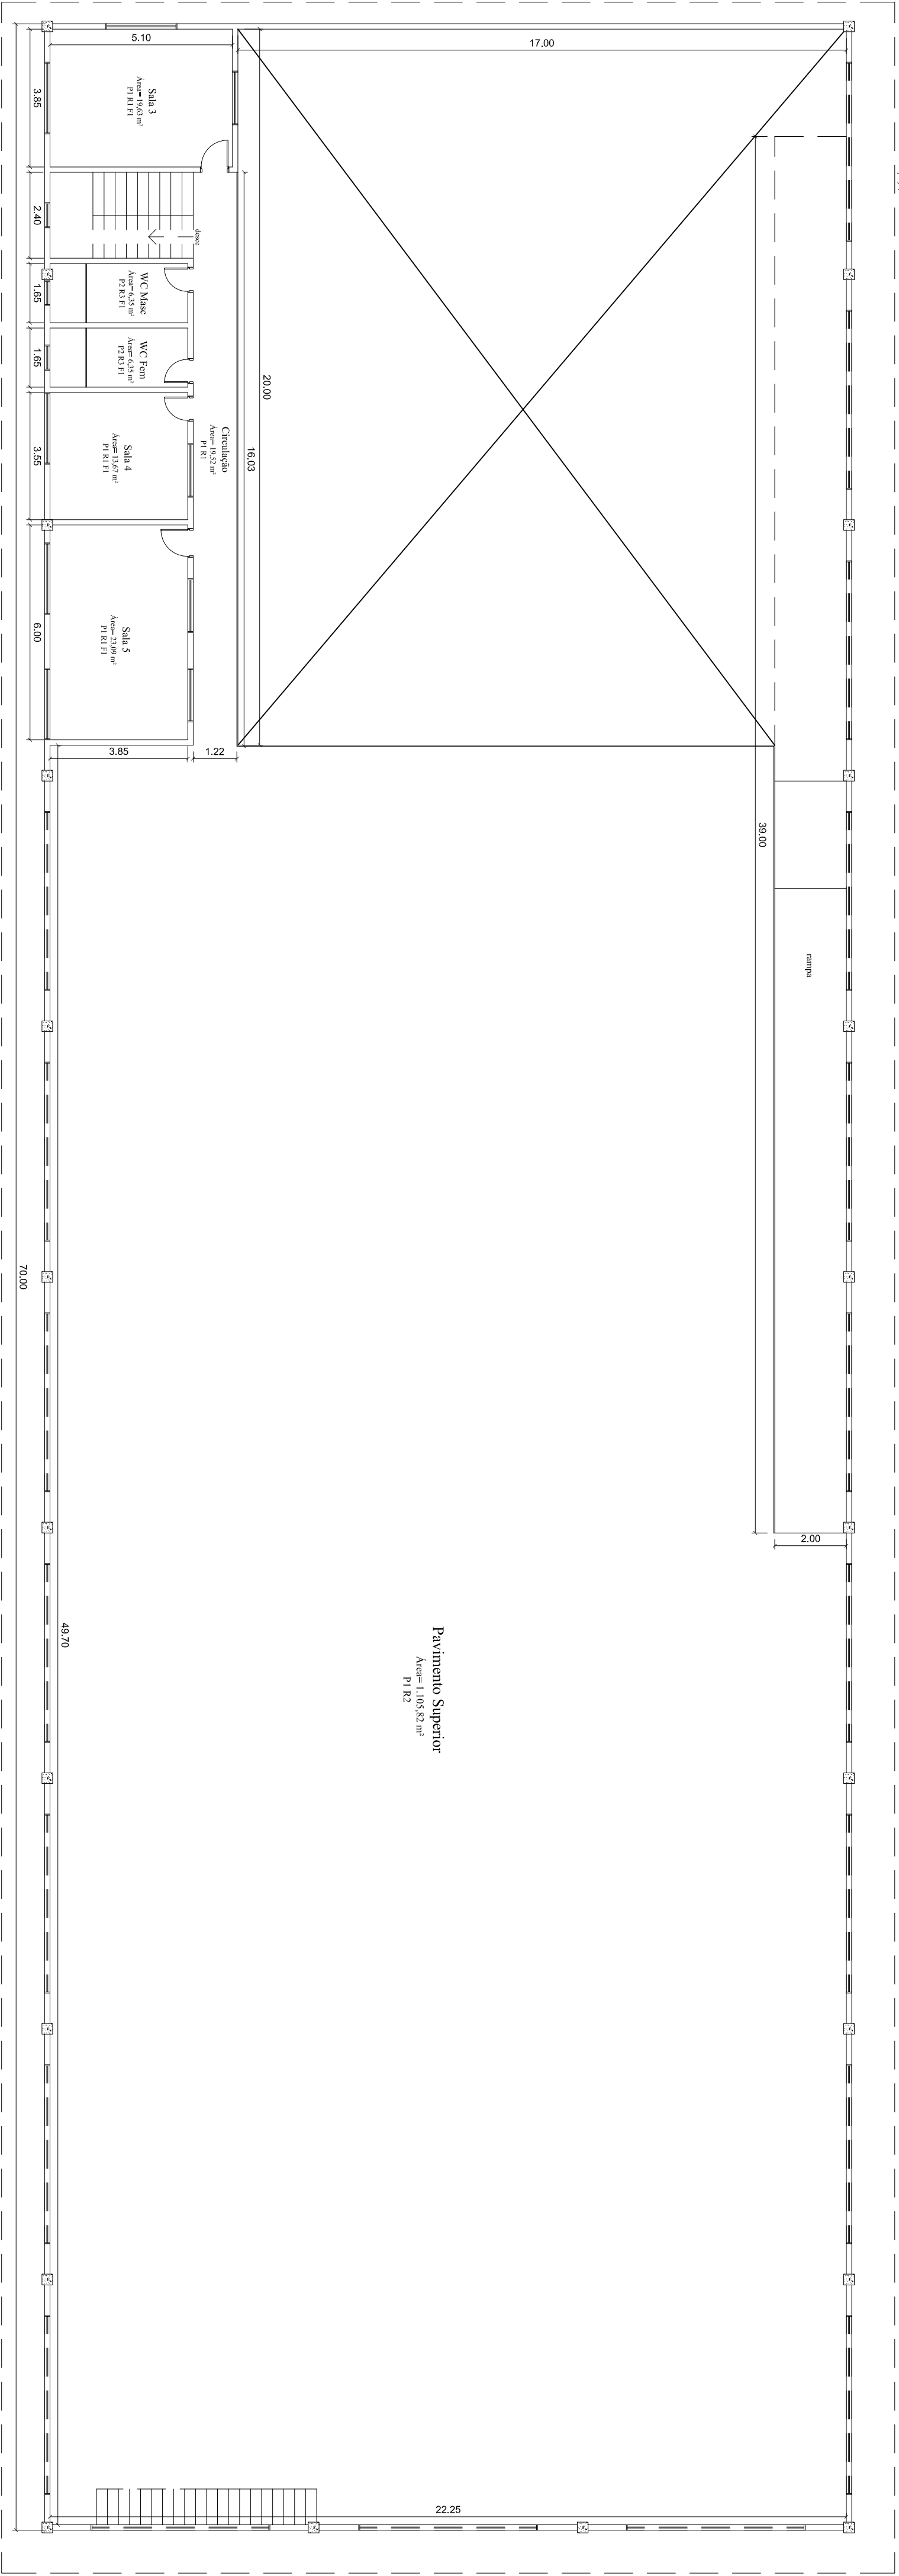 5.10
17.00
3.85
Sala 3
Área= 19,63 m²
P1 R1 F1
2.40
desce
1.65
WC Masc
Área= 6,35 m²
P2 R3 F1
1.65
WC Fem
Área= 6,35 m²
P2 R3 F1
20.00
16.03
Circulação
Área= 19,52 m²
P1 R1
3.55
Sala 4
Área= 13,67 m²
P1 R1 F1
6.00
Sala 5
Área= 23,09 m²
P1 R1 F1
3.85
1.22
39.00
rampa
70.00
2.00
49.70
Pavimento Superior
Área= 1.105,82 m²
P1 R2
22.25